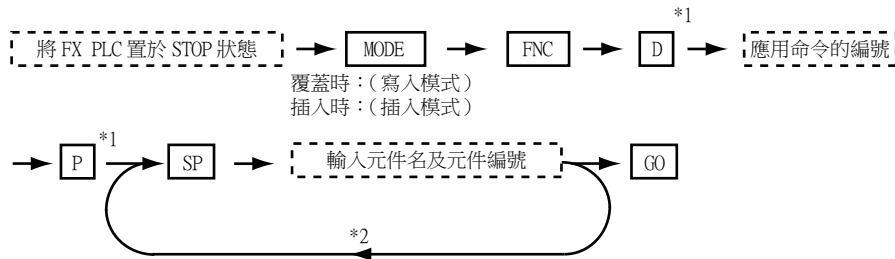 *1
將 FX PLC 置於 STOP 狀態 MODE FNC D 應用命令的編號
覆蓋時：(寫入模式)
插入時：(插入模式)
*1
P SP 輸入元件名及元件編號 GO
*2